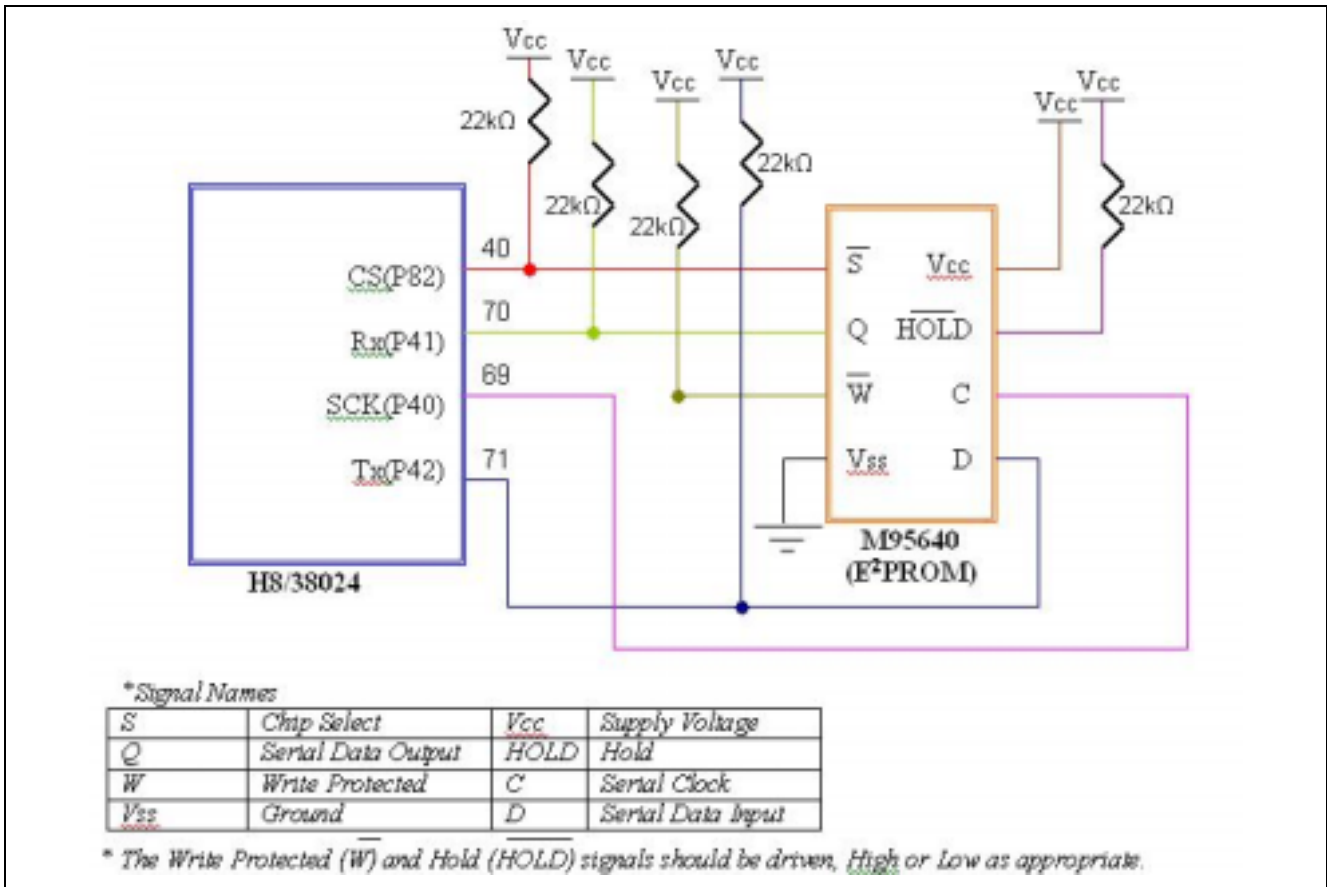 Vcc
Vcc
Vcc
Vcc
Vcc
Vcc
22kΩ
22kΩ
22kΩ
22kΩ
22kΩ
40
CS(P82)
70
Rx(P41)
69
SCK(P40)
71
Tx(P42)
H8/38024
S̅ Vcc
Q H̅O̅L̅D̅
W̅ C
Vss D
M95640
(E²PROM)
*Signal Names
S Chip Select Vcc Supply Voltage
Q Serial Data Output HOLD Hold
W Write Protected C Serial Clock
Vss Ground D Serial Data Input
* The Write Protected (W̅) and Hold (H̅O̅L̅D̅) signals should be driven, High or Low as appropriate.